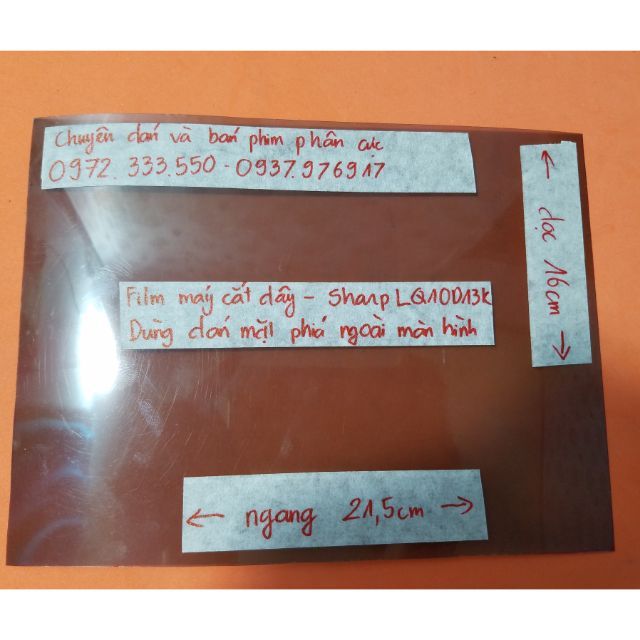 Chuyên dán và bán phim phân cực
0972.333.550 - 0937.976917
Film máy cắt dây - Sharp LQ10D13K
Dùng dán mặt phía ngoài màn hình
← dọc 16cm →
← ngang 21,5cm →